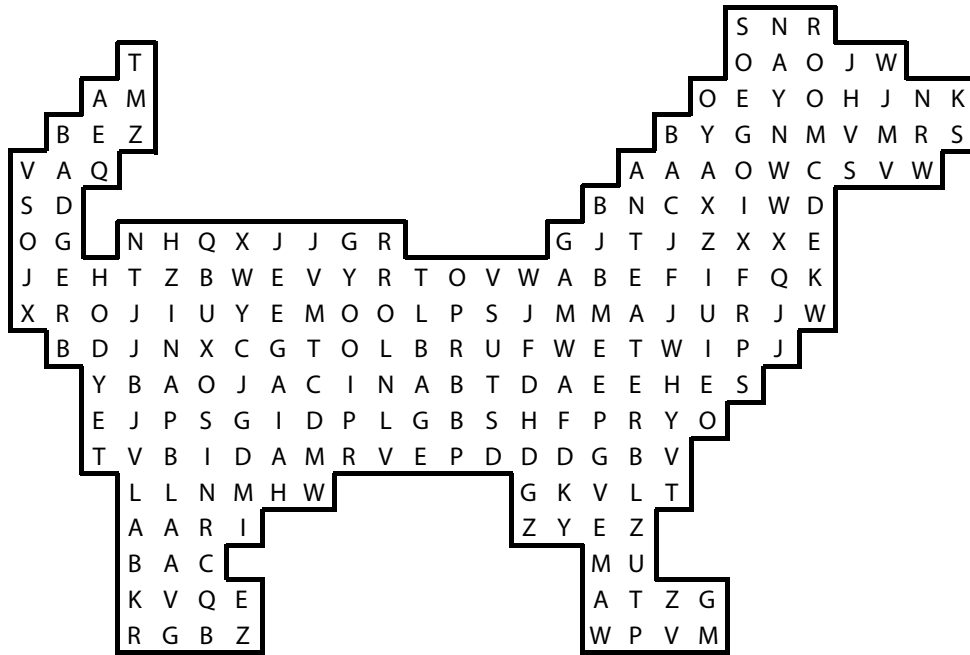 S N R
T O A O J W
A M O E Y O H J N K
B E Z B Y G N M V M R S
V A Q A A A O W C S V W
S D B N C X I W D
O G N H Q X J J G R G J T J Z X X E
J E H T Z B W E V Y R T O V W A B E F I F Q K
X R O J I U Y E M O O L P S J M M A J U R J W
B D J N X C G T O L B R U F W E T W I P J
Y B A O J A C I N A B T D A E E H E S
E J P S G I D P L G B S H F P R Y O
T V B I D A M R V E P D D D G B V
L L N M H W G K V L T
A A R I Z Y E Z
B A C M U
K V Q E A T Z G
R G B Z W P V M